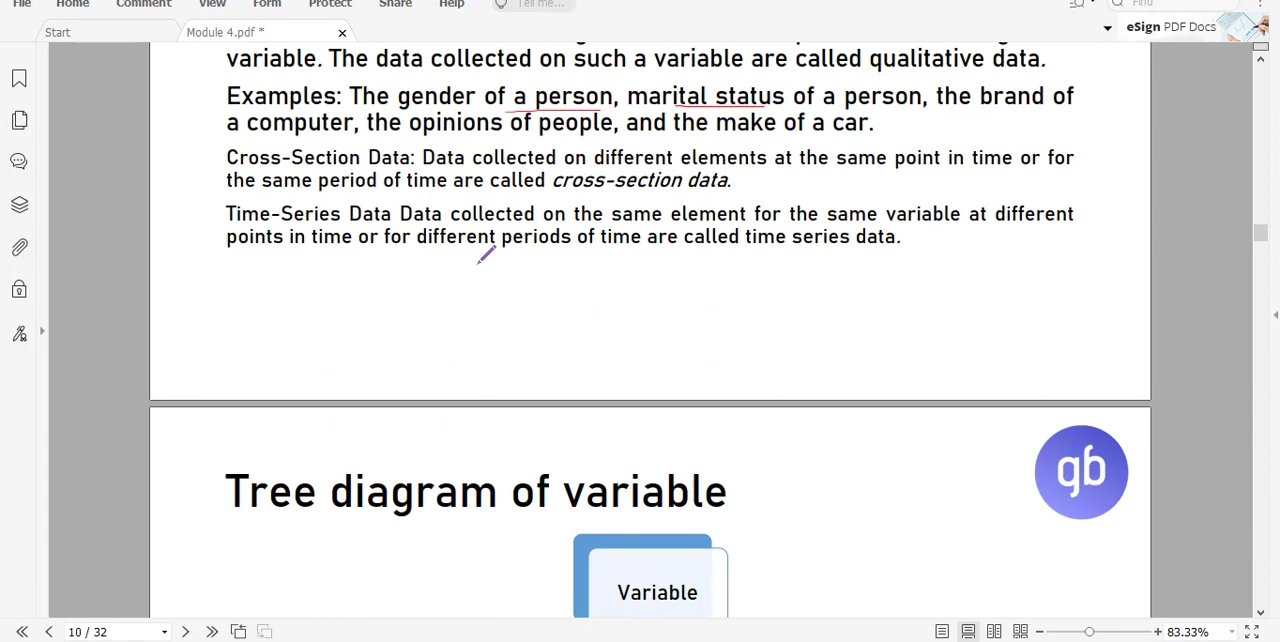 File Home Comment View Form Protect Share Help Tell me... Find
Start Module 4.pdf * eSign PDF Docs
variable. The data collected on such a variable are called qualitative data.
Examples: The gender of a person, marital status of a person, the brand of
a computer, the opinions of people, and the make of a car.
Cross-Section Data: Data collected on different elements at the same point in time or for
the same period of time are called cross-section data.
Time-Series Data Data collected on the same element for the same variable at different
points in time or for different periods of time are called time series data.
gb
Tree diagram of variable
Variable
10 / 32 83.33%